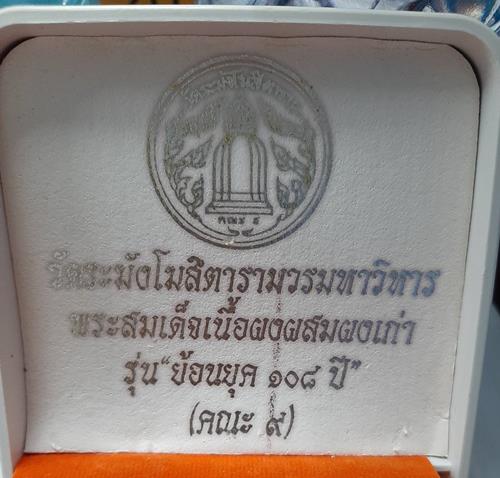 วัดระฆังโฆสิตารามวรมหาวิหาร
พระสมเด็จเนื้อผงผสมผงเก่า
รุ่น "ย้อนยุค ๑๐๘ ปี"
(คณะ ๙)